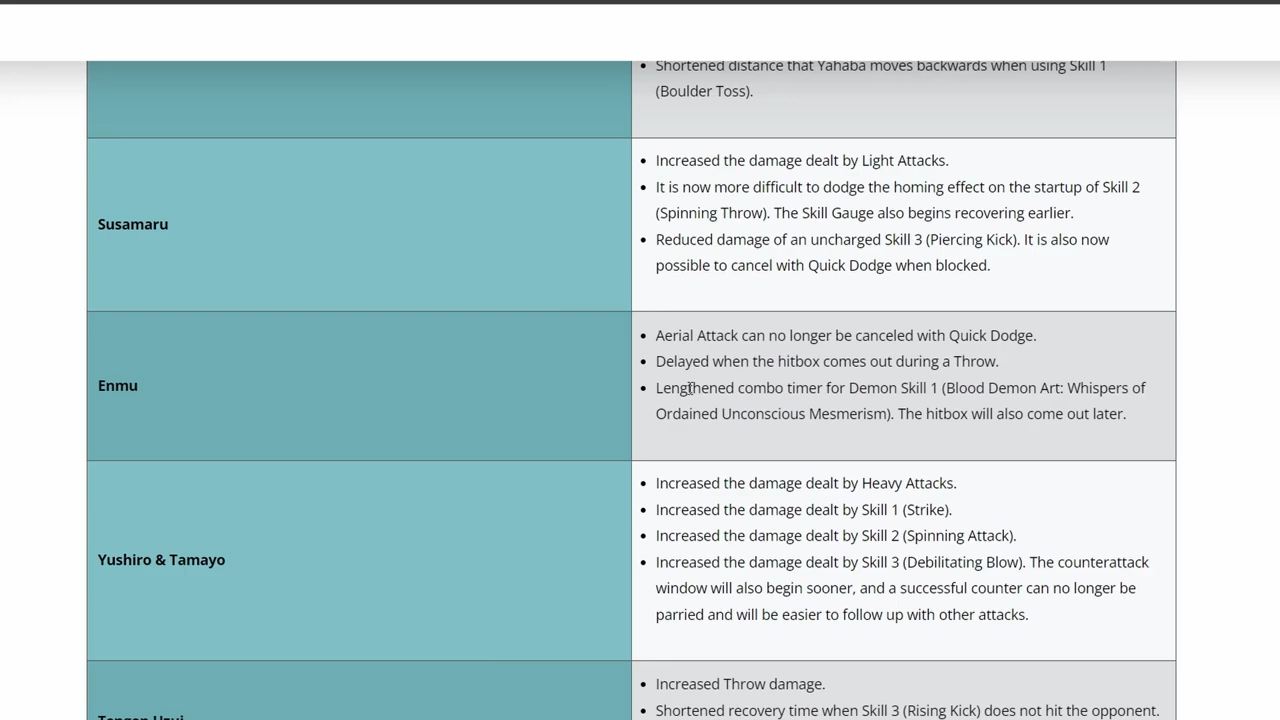 Shortened distance that Yahaba moves backwards when using Skill 1
(Boulder Toss).
Susamaru
• Increased the damage dealt by Light Attacks.
• It is now more difficult to dodge the homing effect on the startup of Skill 2
(Spinning Throw). The Skill Gauge also begins recovering earlier.
• Reduced damage of an uncharged Skill 3 (Piercing Kick). It is also now
possible to cancel with Quick Dodge when blocked.
Enmu
• Aerial Attack can no longer be canceled with Quick Dodge.
• Delayed when the hitbox comes out during a Throw.
• Lengthened combo timer for Demon Skill 1 (Blood Demon Art: Whispers of
Ordained Unconscious Mesmerism). The hitbox will also come out later.
Yushiro & Tamayo
• Increased the damage dealt by Heavy Attacks.
• Increased the damage dealt by Skill 1 (Strike).
• Increased the damage dealt by Skill 2 (Spinning Attack).
• Increased the damage dealt by Skill 3 (Debilitating Blow). The counterattack
window will also begin sooner, and a successful counter can no longer be
parried and will be easier to follow up with other attacks.
Tengen Uzui
• Increased Throw damage.
• Shortened recovery time when Skill 3 (Rising Kick) does not hit the opponent.